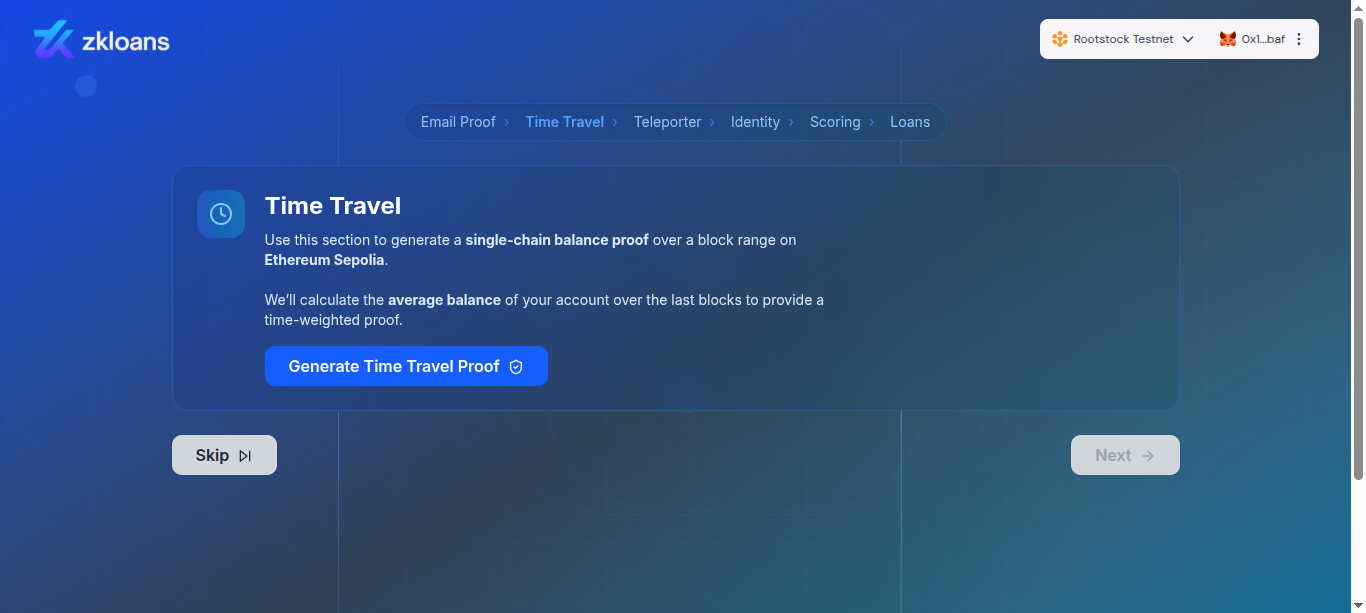 zkloans
Rootstock Testnet
0x1...baf
Email Proof › Time Travel › Teleporter › Identity › Scoring › Loans
Time Travel
Use this section to generate a single-chain balance proof over a block range on
Ethereum Sepolia.
We'll calculate the average balance of your account over the last blocks to provide a
time-weighted proof.
Generate Time Travel Proof
Skip
Next